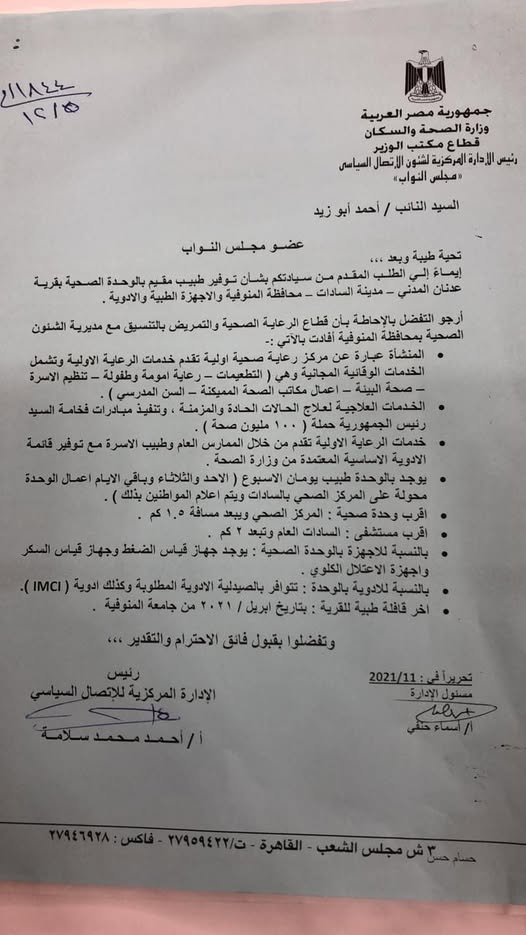 ١١٨٤٤
١٢/٥
جمهورية مصر العربية
وزارة الصحة والسكان
قطاع مكتب الوزير
رئيس الإدارة المركزية لشئون الإتصال السياسى
«مجلس النواب»
السيد النائب / أحمد أبو زيد
عضو مجلس النواب
تحية طيبة وبعد ،،،
إيماءً إلي الطلب المقدم من سيادتكم بشأن توفير طبيب مقيم بالوحدة الصحية بقرية
عدنان المدني – مدينة السادات – محافظة المنوفية والاجهزة الطبية والادوية .
أرجو التفضل بالإحاطة بأن قطاع الرعاية الصحية والتمريض بالتنسيق مع مديرية الشئون
الصحية بمحافظة المنوفية أفادت بالآتي :-
• المنشأة عبارة عن مركز رعاية صحية اولية تقدم خدمات الرعاية الاولية وتشمل
الخدمات الوقائية المجانية وهي ( التطعيمات – رعاية امومة وطفولة – تنظيم الاسرة
– صحة البيئة – اعمال مكاتب الصحة المميكنة – السن المدرسي ) .
• الخدمات العلاجية لعلاج الحالات الحادة والمزمنة ، وتنفيذ مبادرات فخامة السيد
رئيس الجمهورية حملة ( ١٠٠ مليون صحة ) .
• خدمات الرعاية الاولية تقدم من خلال الممارس العام وطبيب الاسرة مع توفير قائمة
الادوية الاساسية المعتمدة من وزارة الصحة .
• يوجد بالوحدة طبيب يومان الاسبوع ( الاحد والثلاثاء وباقي الايام اعمال الوحدة
محولة على المركز الصحي بالسادات ويتم اعلام المواطنين بذلك ) .
• اقرب وحدة صحية : المركز الصحي ويبعد مسافة ١.٥ كم .
• اقرب مستشفى : السادات العام وتبعد ٢ كم .
• بالنسبة للاجهزة بالوحدة الصحية : يوجد جهاز قياس الضغط وجهاز قياس السكر
واجهزة الاعتلال الكلوي .
• بالنسبة للادوية بالوحدة : تتوافر بالصيدلية الادوية المطلوبة وكذلك ادوية ( IMCI ).
• اخر قافلة طبية للقرية : بتاريخ ابريل / ٢٠٢١ من جامعة المنوفية .
وتفضلوا بقبول فائق الاحترام والتقدير ،،،
تحريراً في : 2021/11
مسئول الإدارة
أ/ أسماء حنفي
رئيس
الإدارة المركزية للإتصال السياسي
أ / أحمد محمد سلامة
حسام حسن
٣ ش مجلس الشعب - القاهرة - ت/٢٧٩٥٩٤٢٢ - فاكس : ٢٧٩٤٦٩٢٨